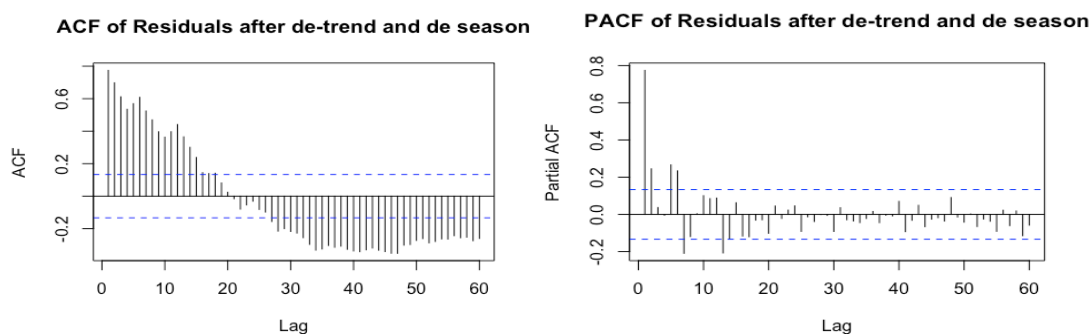 ACF of Residuals after de-trend and de season
ACF
0.6
0.2
-0.2
0 10 20 30 40 50 60
Lag
PACF of Residuals after de-trend and de season
Partial ACF
0.8
0.6
0.4
0.2
0.0
-0.2
0 10 20 30 40 50 60
Lag